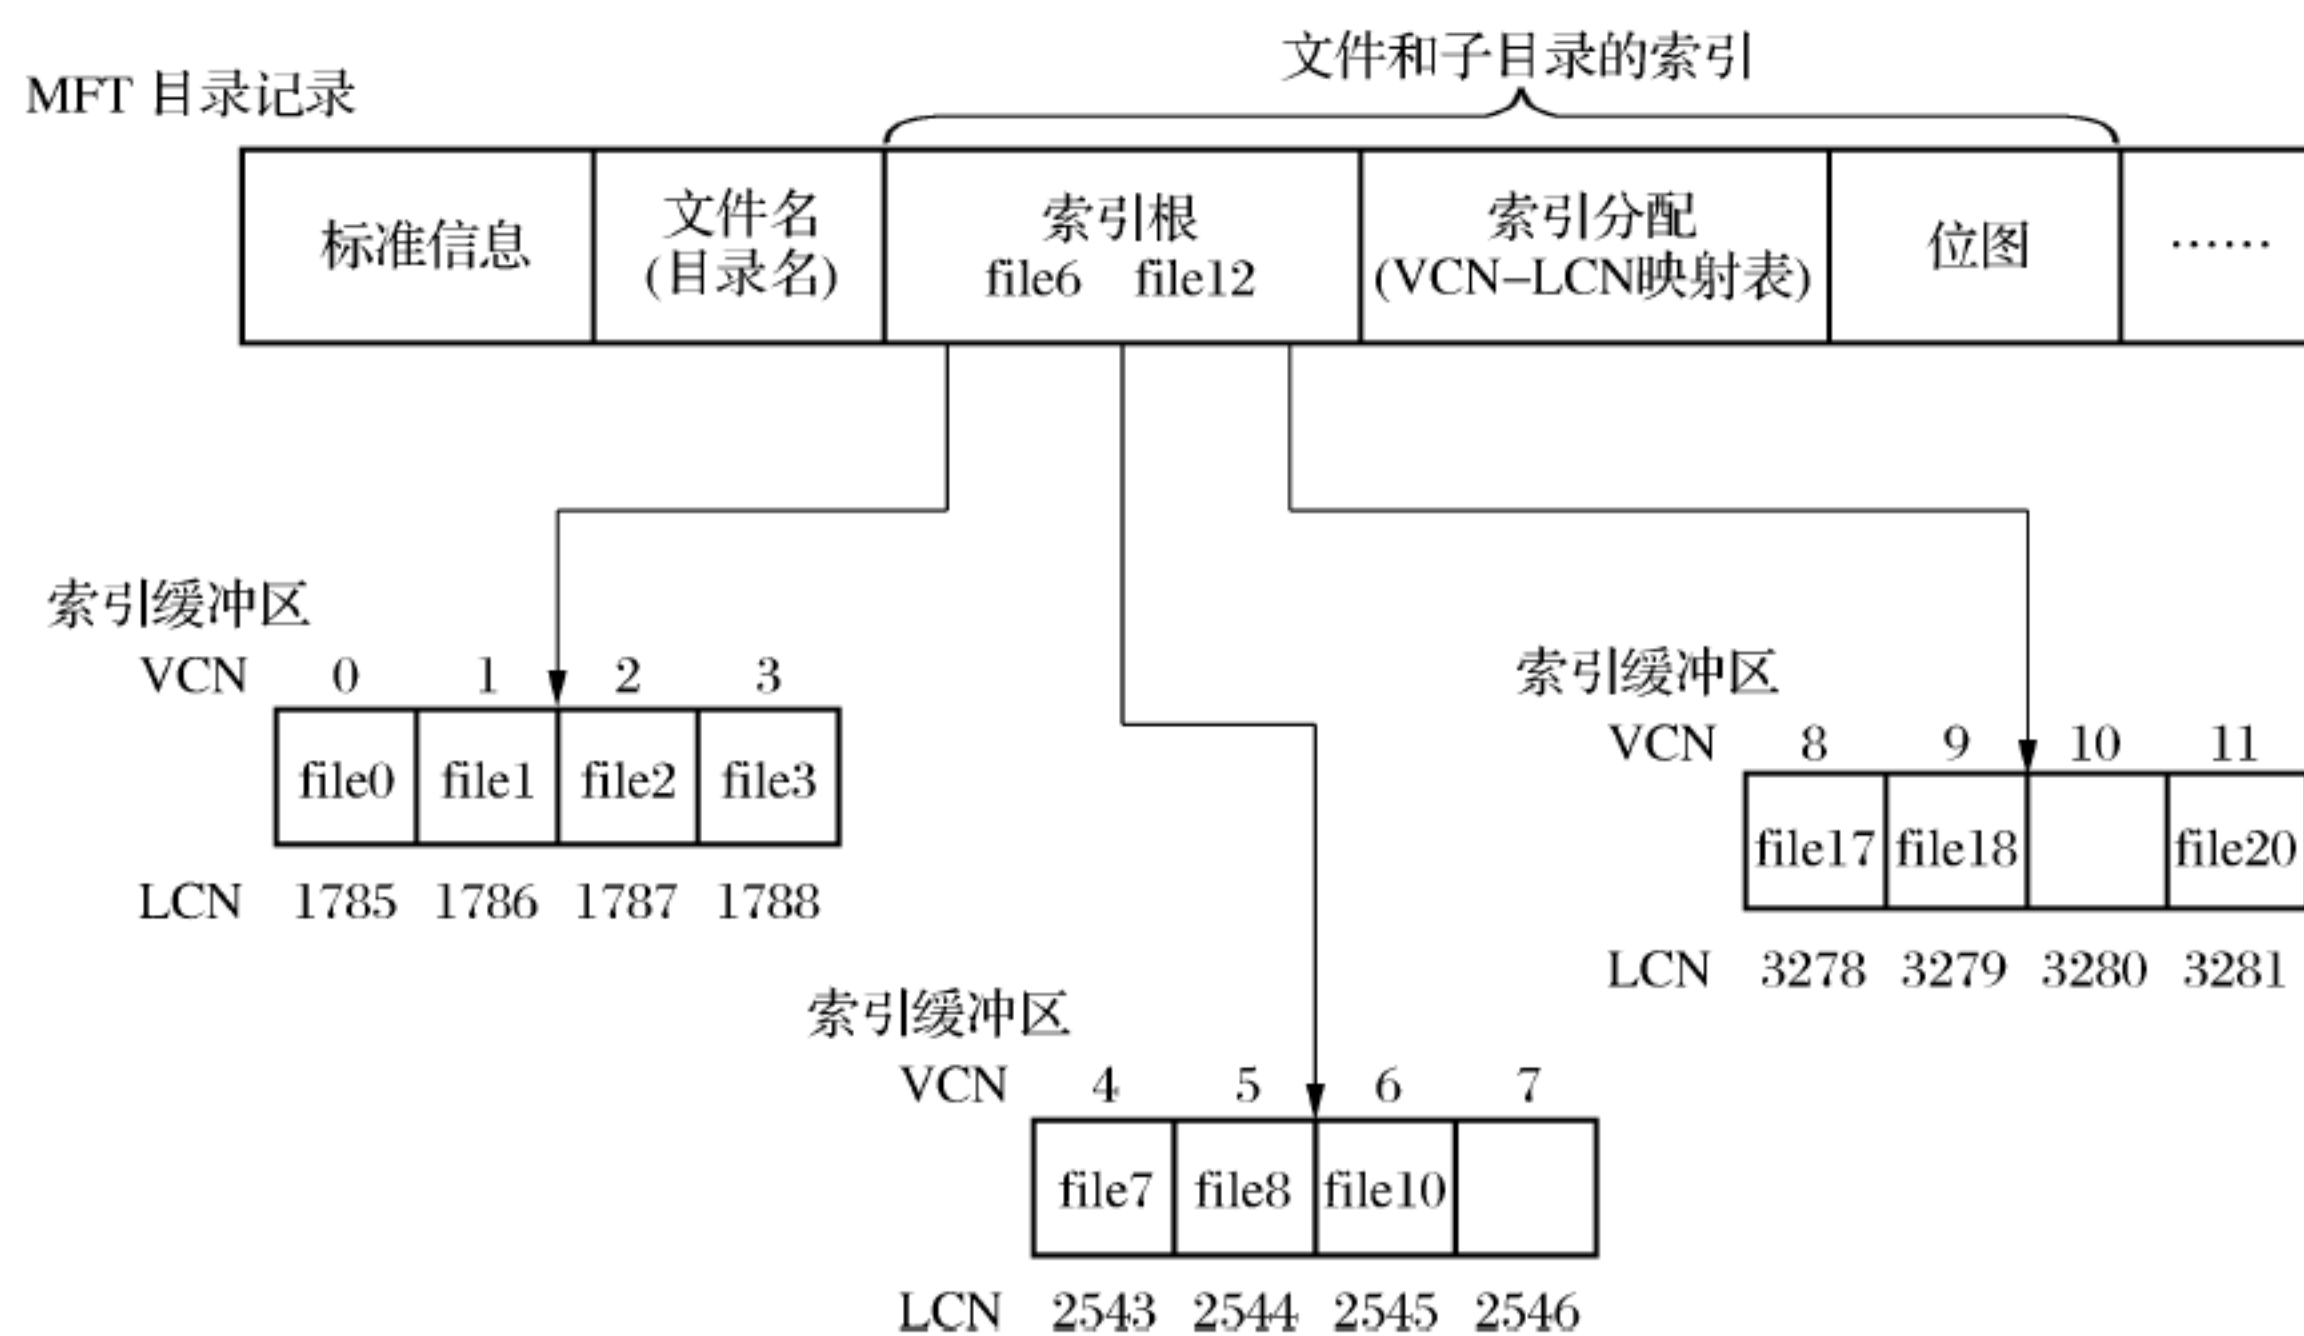 文件和子目录的索引
MFT 目录记录
标准信息
文件名
(目录名)
索引根
file6 file12
索引分配
(VCN–LCN映射表)
位图
……
索引缓冲区
VCN 0 1 2 3
file0 file1 file2 file3
LCN 1785 1786 1787 1788
索引缓冲区
VCN 8 9 10 11
file17 file18 file20
LCN 3278 3279 3280 3281
索引缓冲区
VCN 4 5 6 7
file7 file8 file10
LCN 2543 2544 2545 2546